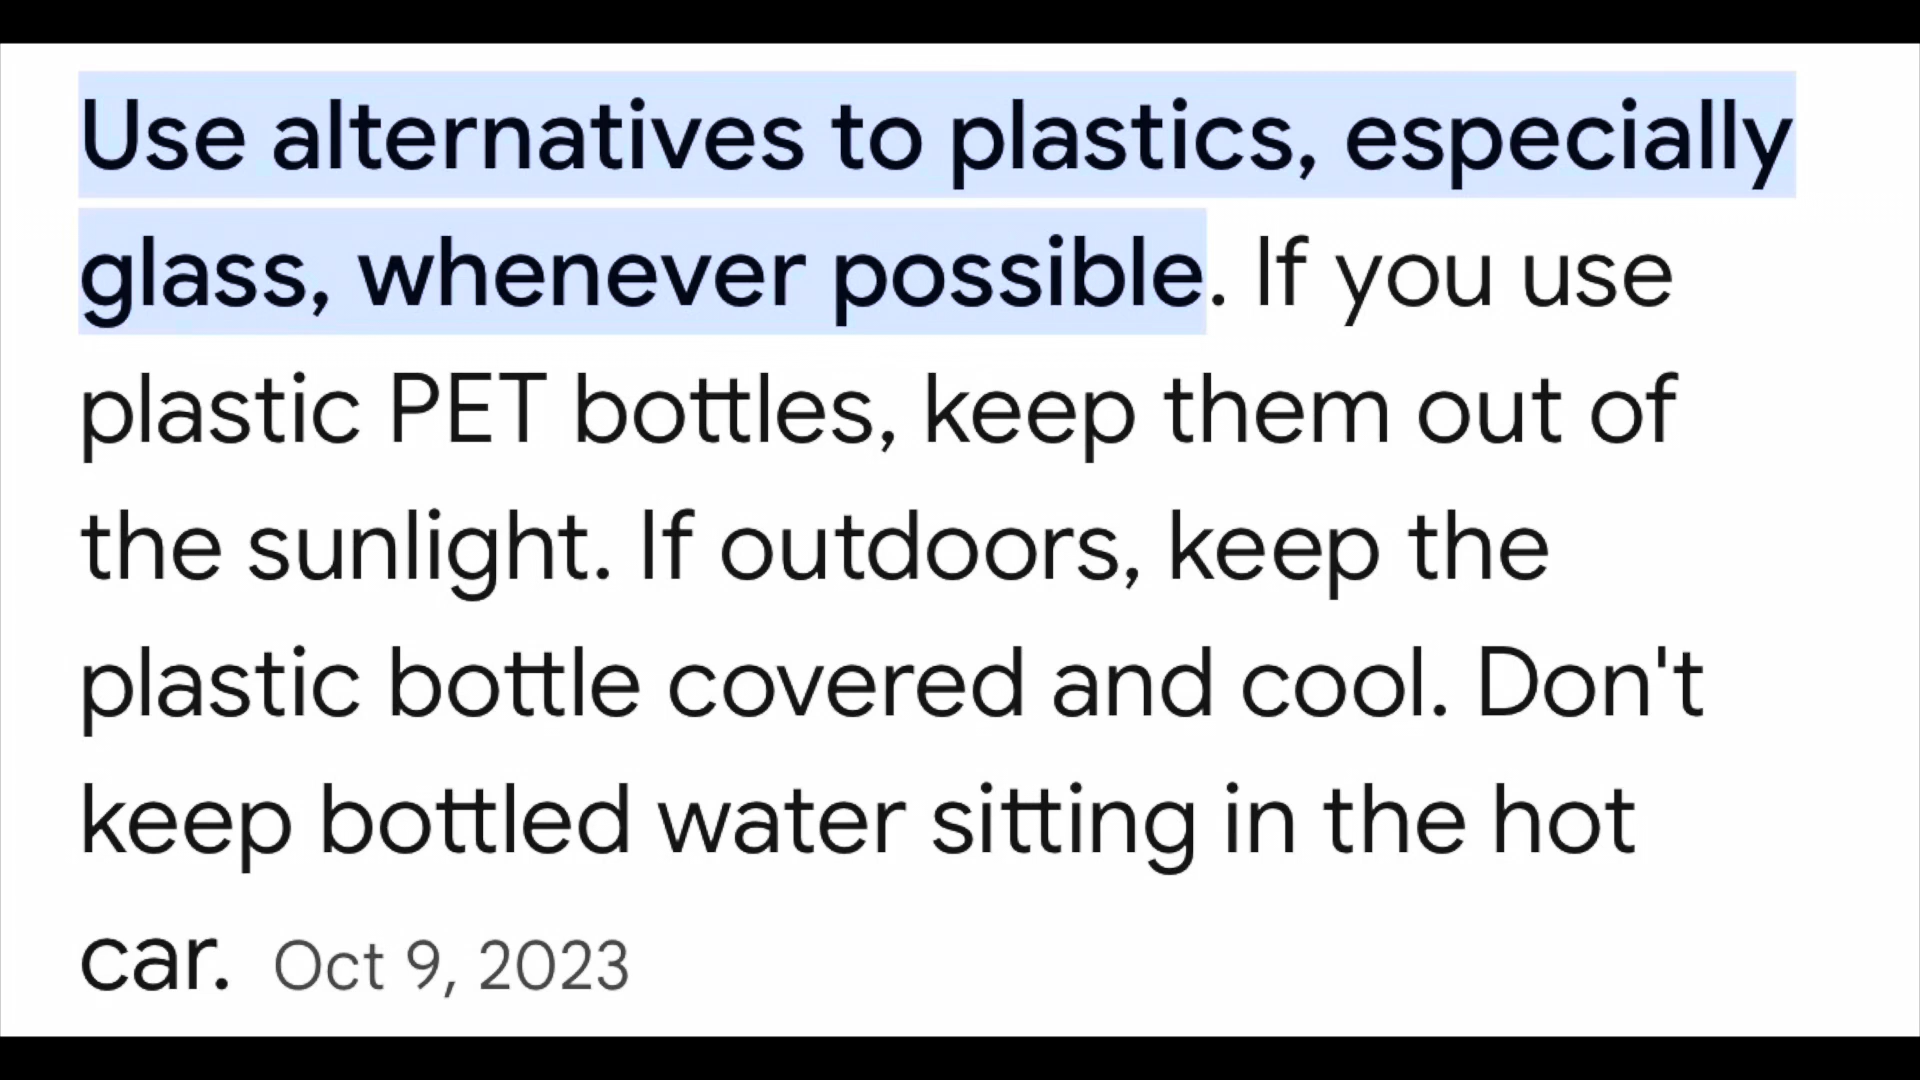 Use alternatives to plastics, especially
glass, whenever possible. If you use
plastic PET bottles, keep them out of
the sunlight. If outdoors, keep the
plastic bottle covered and cool. Don't
keep bottled water sitting in the hot
car. Oct 9, 2023